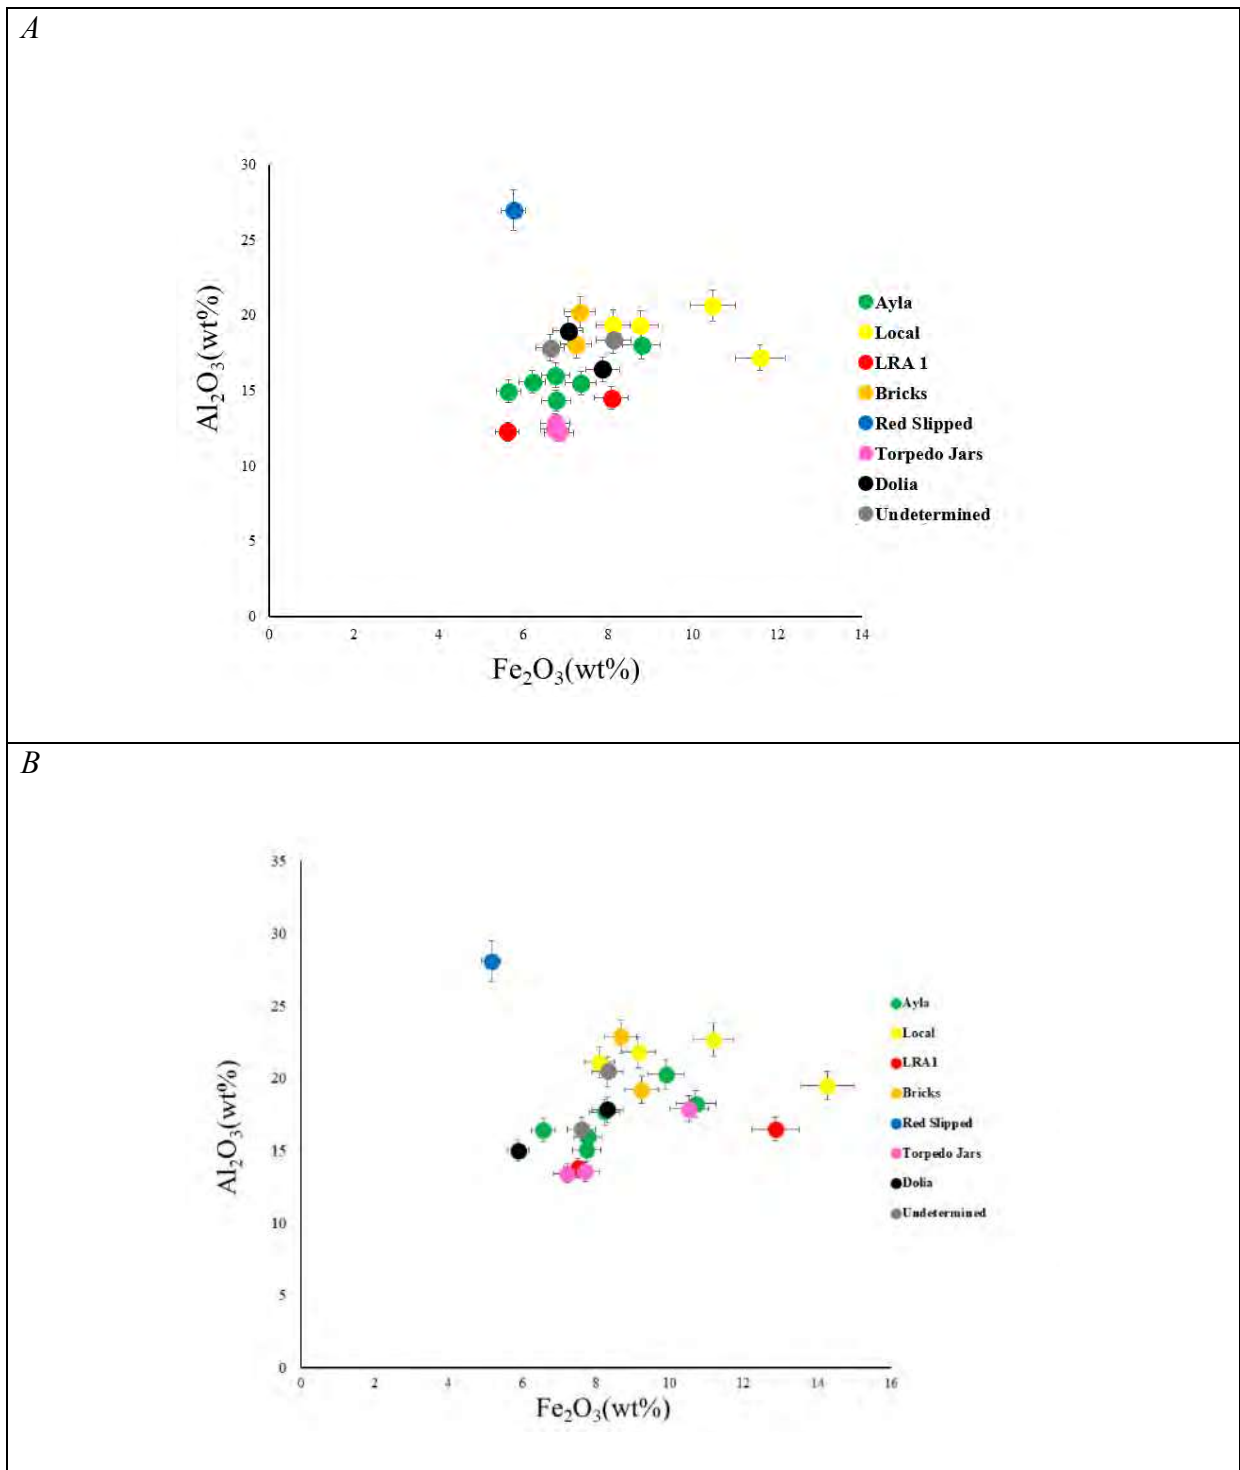 A
30
25
20
15
10
5
0
Al₂O₃(wt%)
0 2 4 6 8 10 12 14
Fe₂O₃(wt%)
Ayla
Local
LRA 1
Bricks
Red Slipped
Torpedo Jars
Dolia
Undetermined
B
35
30
25
20
15
10
5
0
Al₂O₃(wt%)
0 2 4 6 8 10 12 14 16
Fe₂O₃(wt%)
Ayla
Local
LRA1
Bricks
Red Slipped
Torpedo Jars
Dolia
Undetermined